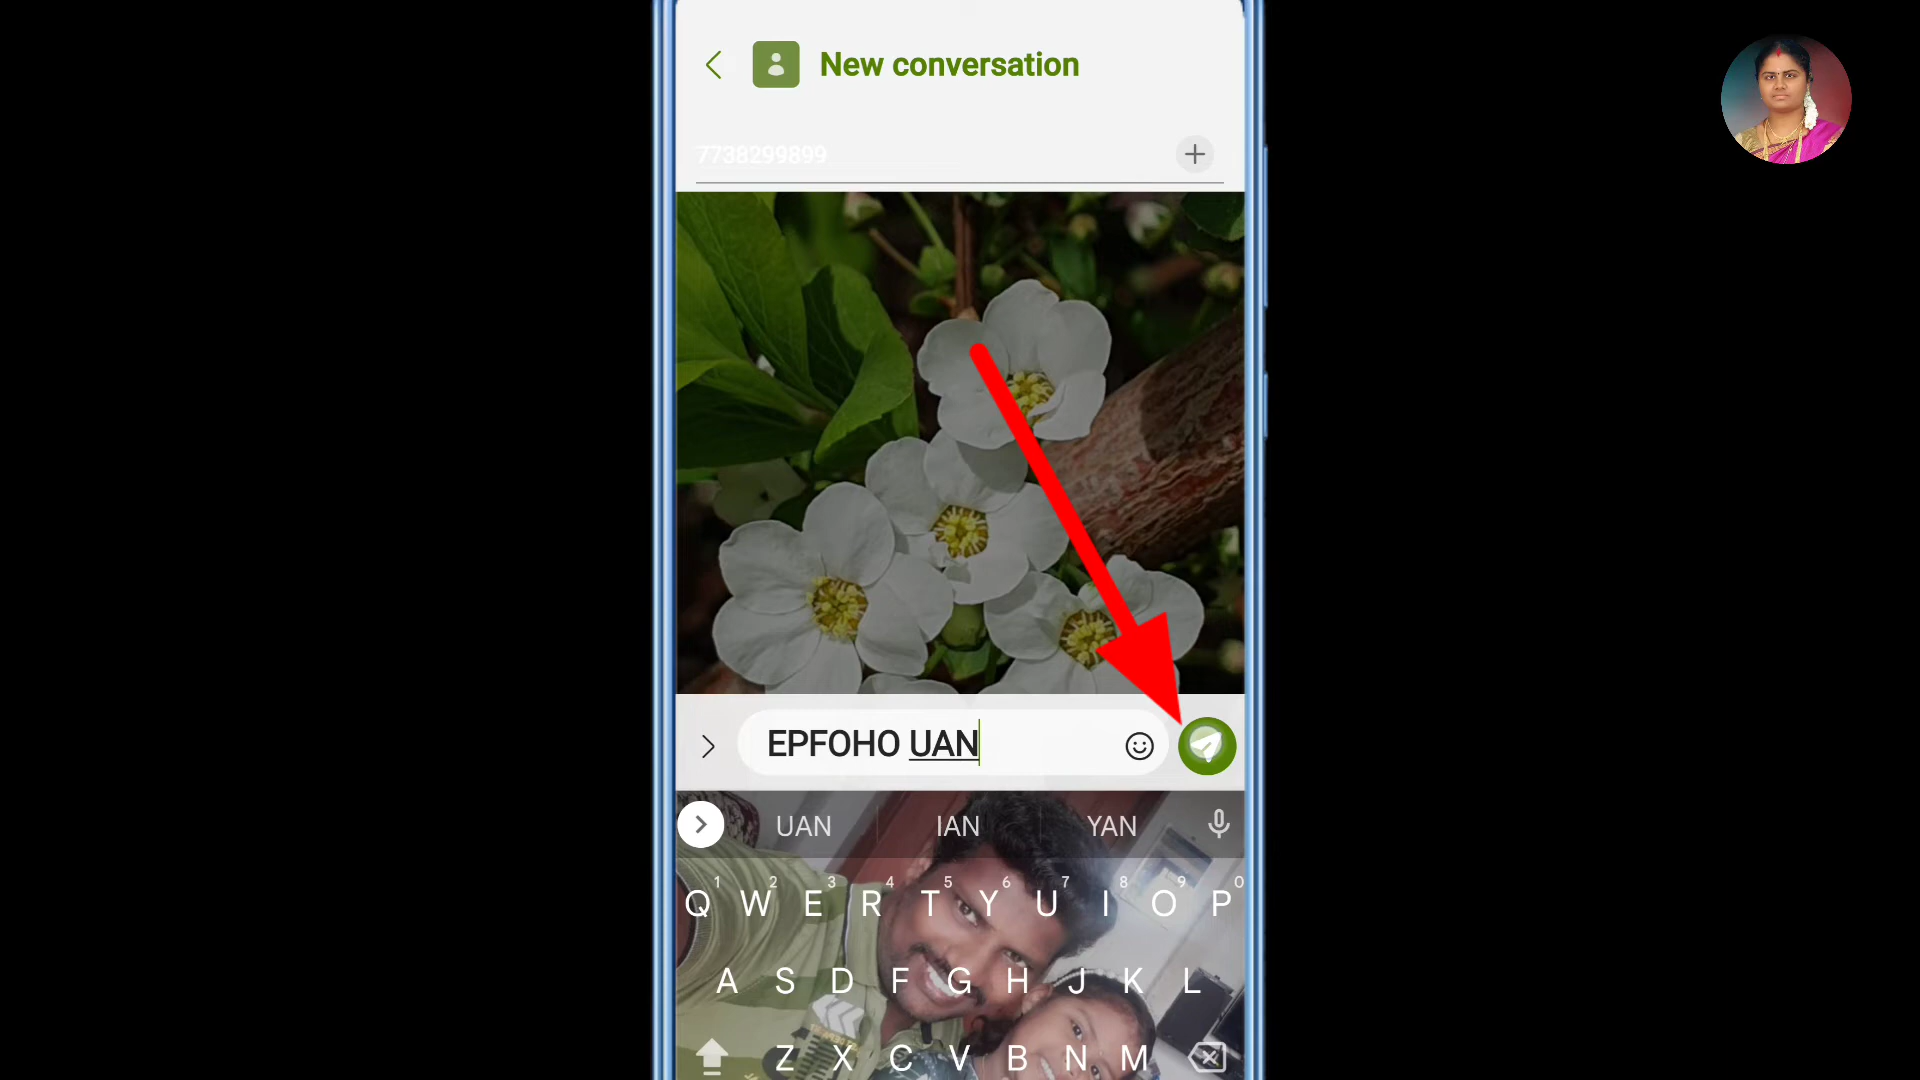 New conversation
7738299899
EPFOHO UAN
UAN IAN YAN
1 2 3 4 5 6 7 8 9 0
Q W E R T Y U I O P
A S D F G H J K L
Z X C V B N M